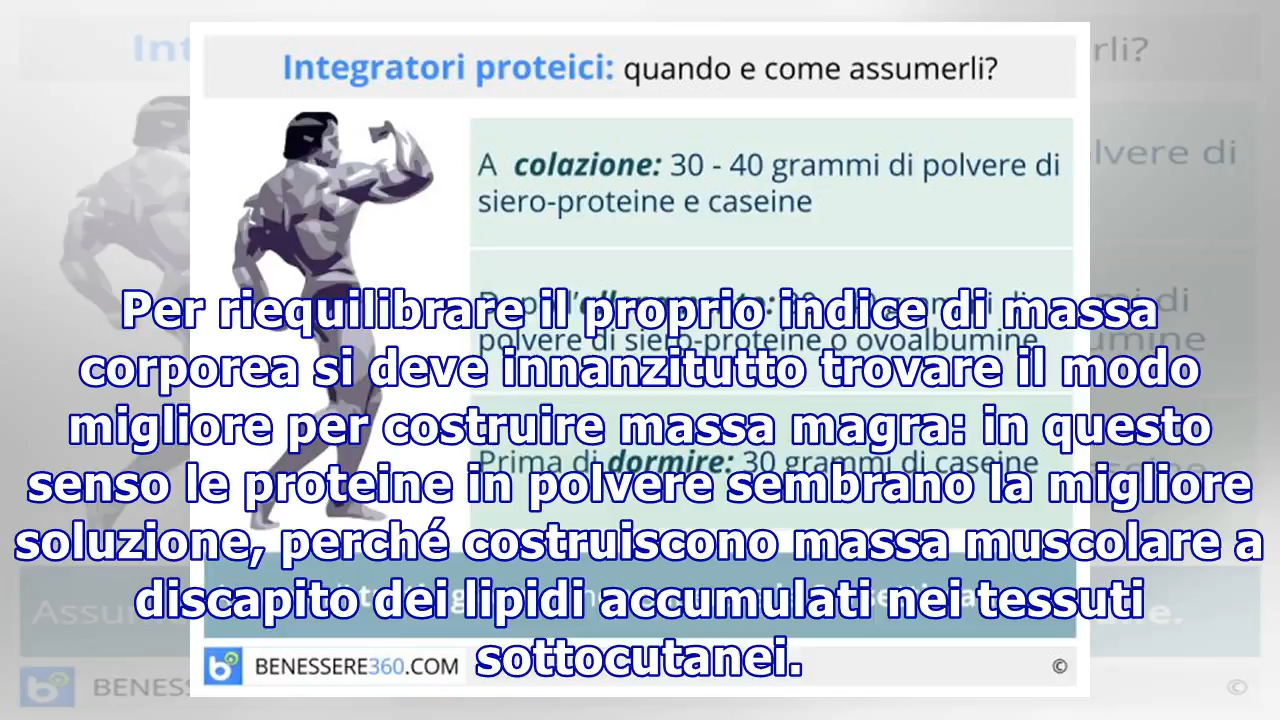 Integratori proteici: quando e come assumerli?
A colazione: 30 - 40 grammi di polvere di
siero-proteine e caseine
polvere di siero-proteine o ovoalbumine
Prima di dormire: 30 grammi di caseine
Per riequilibrare il proprio indice di massa
corporea si deve innanzitutto trovare il modo
migliore per costruire massa magra: in questo
senso le proteine in polvere sembrano la migliore
soluzione, perché costruiscono massa muscolare a
discapito dei lipidi accumulati nei tessuti
sottocutanei.
BENESSERE360.COM
©